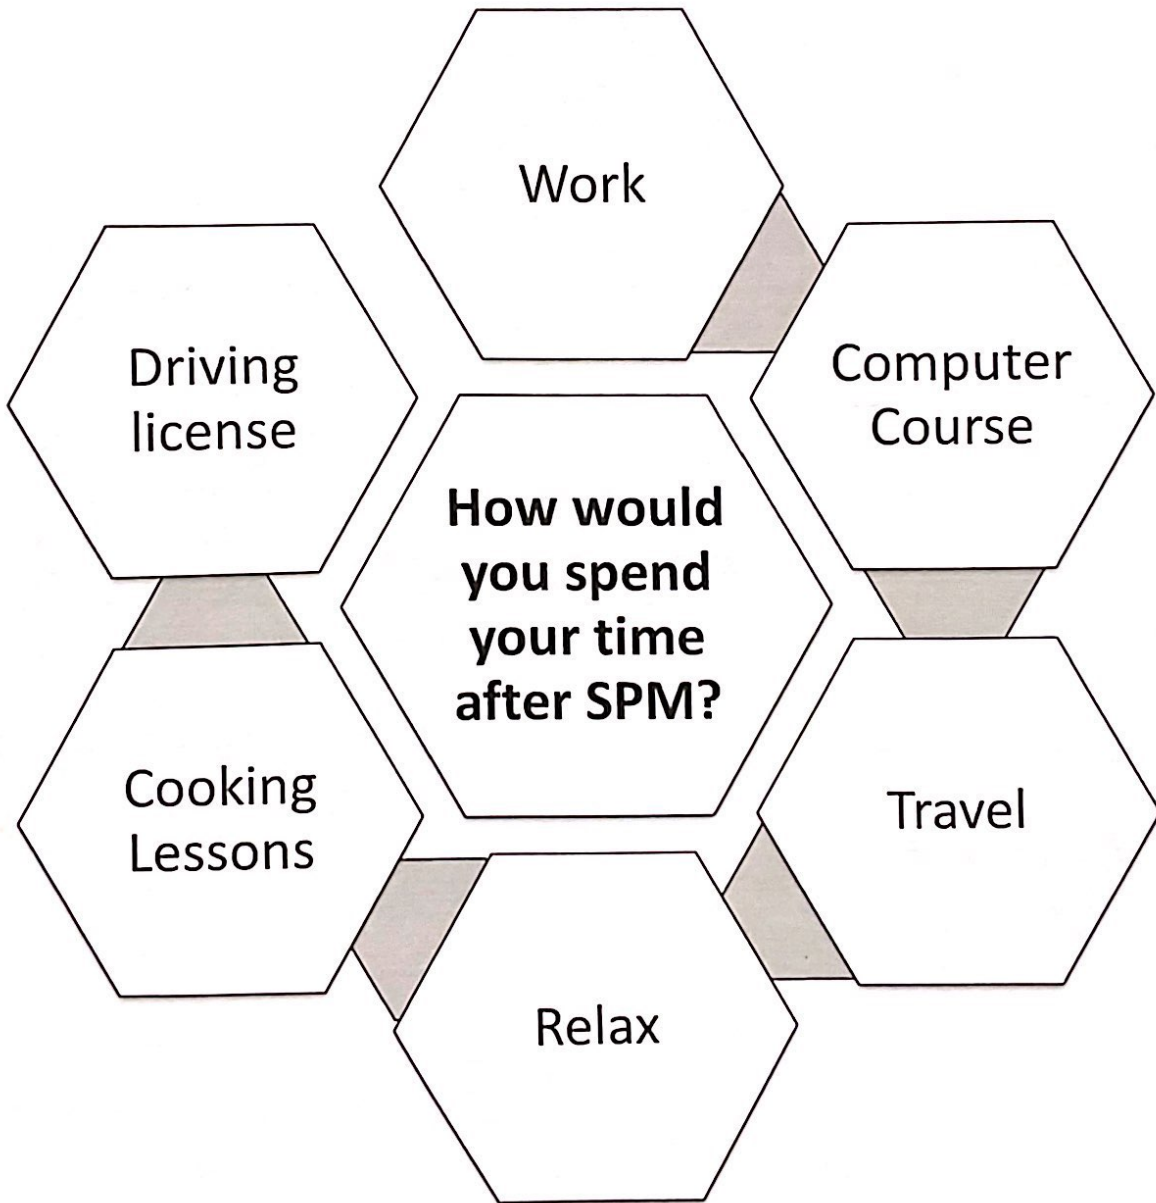 Work
Computer
Course
Driving
license
How would
you spend
your time
after SPM?
Travel
Cooking
Lessons
Relax